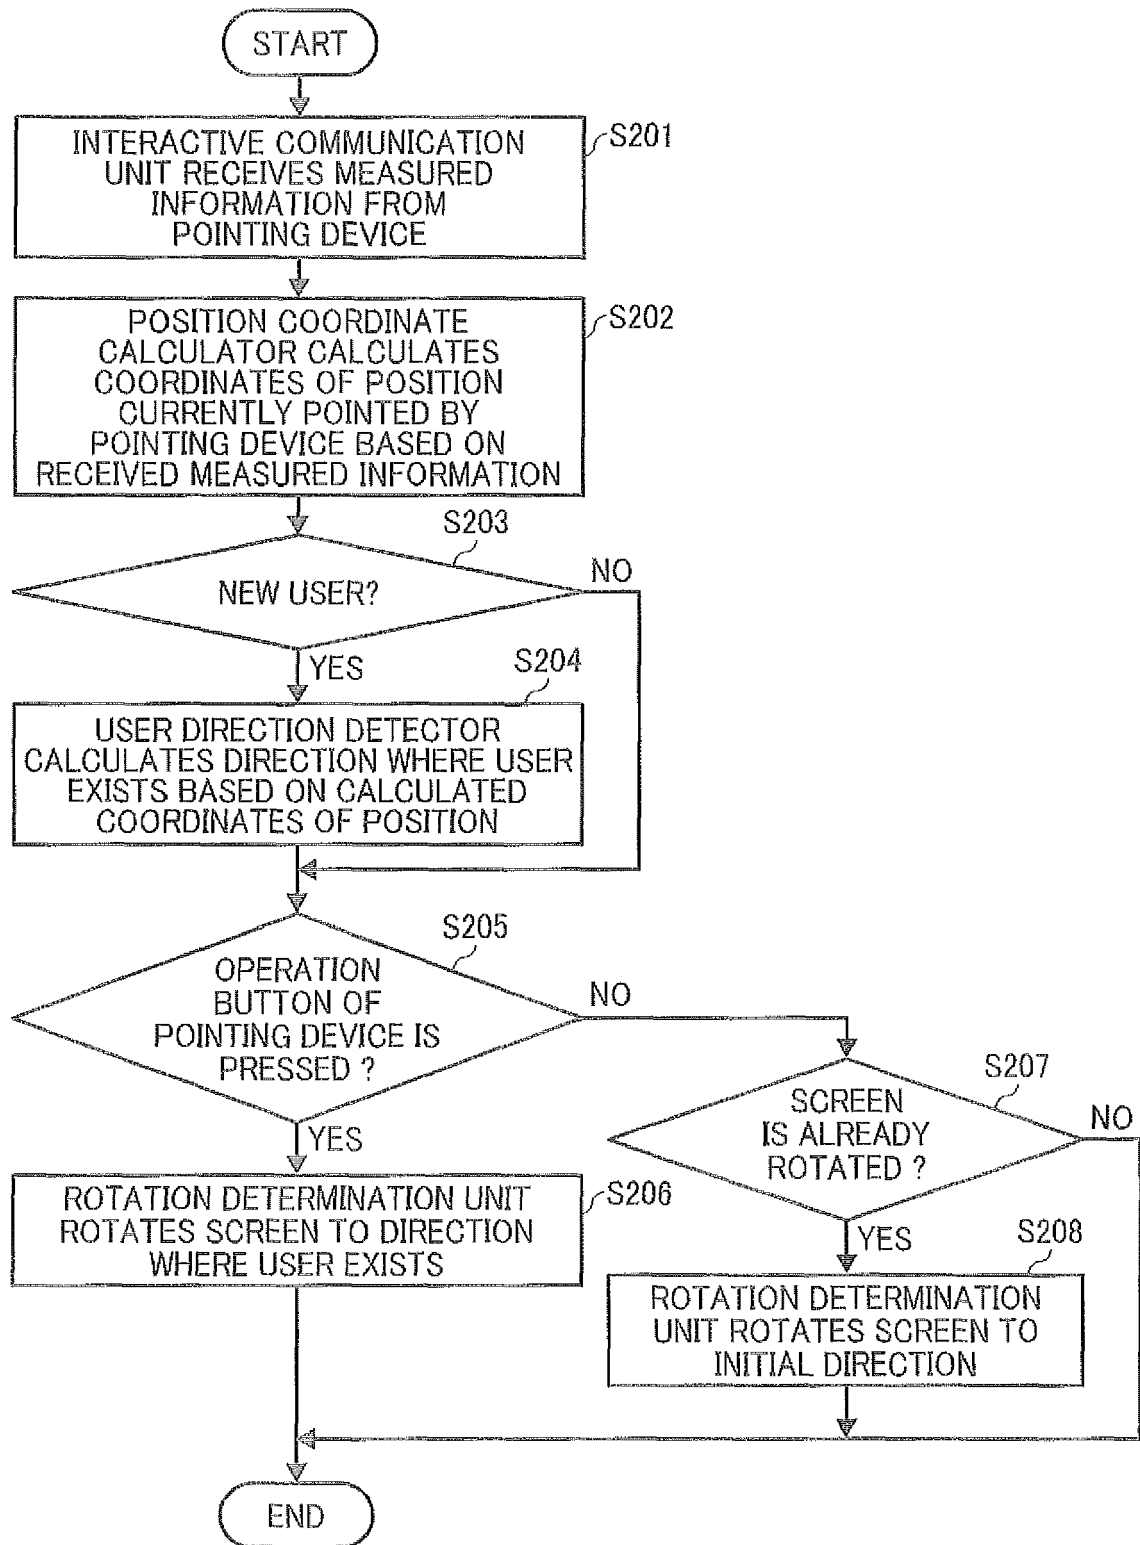 START
INTERACTIVE COMMUNICATION
UNIT RECEIVES MEASURED
INFORMATION FROM
POINTING DEVICE
S201
POSITION COORDINATE
CALCULATOR CALCULATES
COORDINATES OF POSITION
CURRENTLY POINTED BY
POINTING DEVICE BASED ON
RECEIVED MEASURED INFORMATION
S202
S203
NEW USER?
NO
YES
S204
USER DIRECTION DETECTOR
CALCULATES DIRECTION WHERE USER
EXISTS BASED ON CALCULATED
COORDINATES OF POSITION
S205
OPERATION
BUTTON OF
POINTING DEVICE IS
PRESSED ?
NO
YES
S207
SCREEN
IS ALREADY
ROTATED ?
NO
YES
ROTATION DETERMINATION UNIT
ROTATES SCREEN TO DIRECTION
WHERE USER EXISTS
S206
S208
ROTATION DETERMINATION
UNIT ROTATES SCREEN TO
INITIAL DIRECTION
END